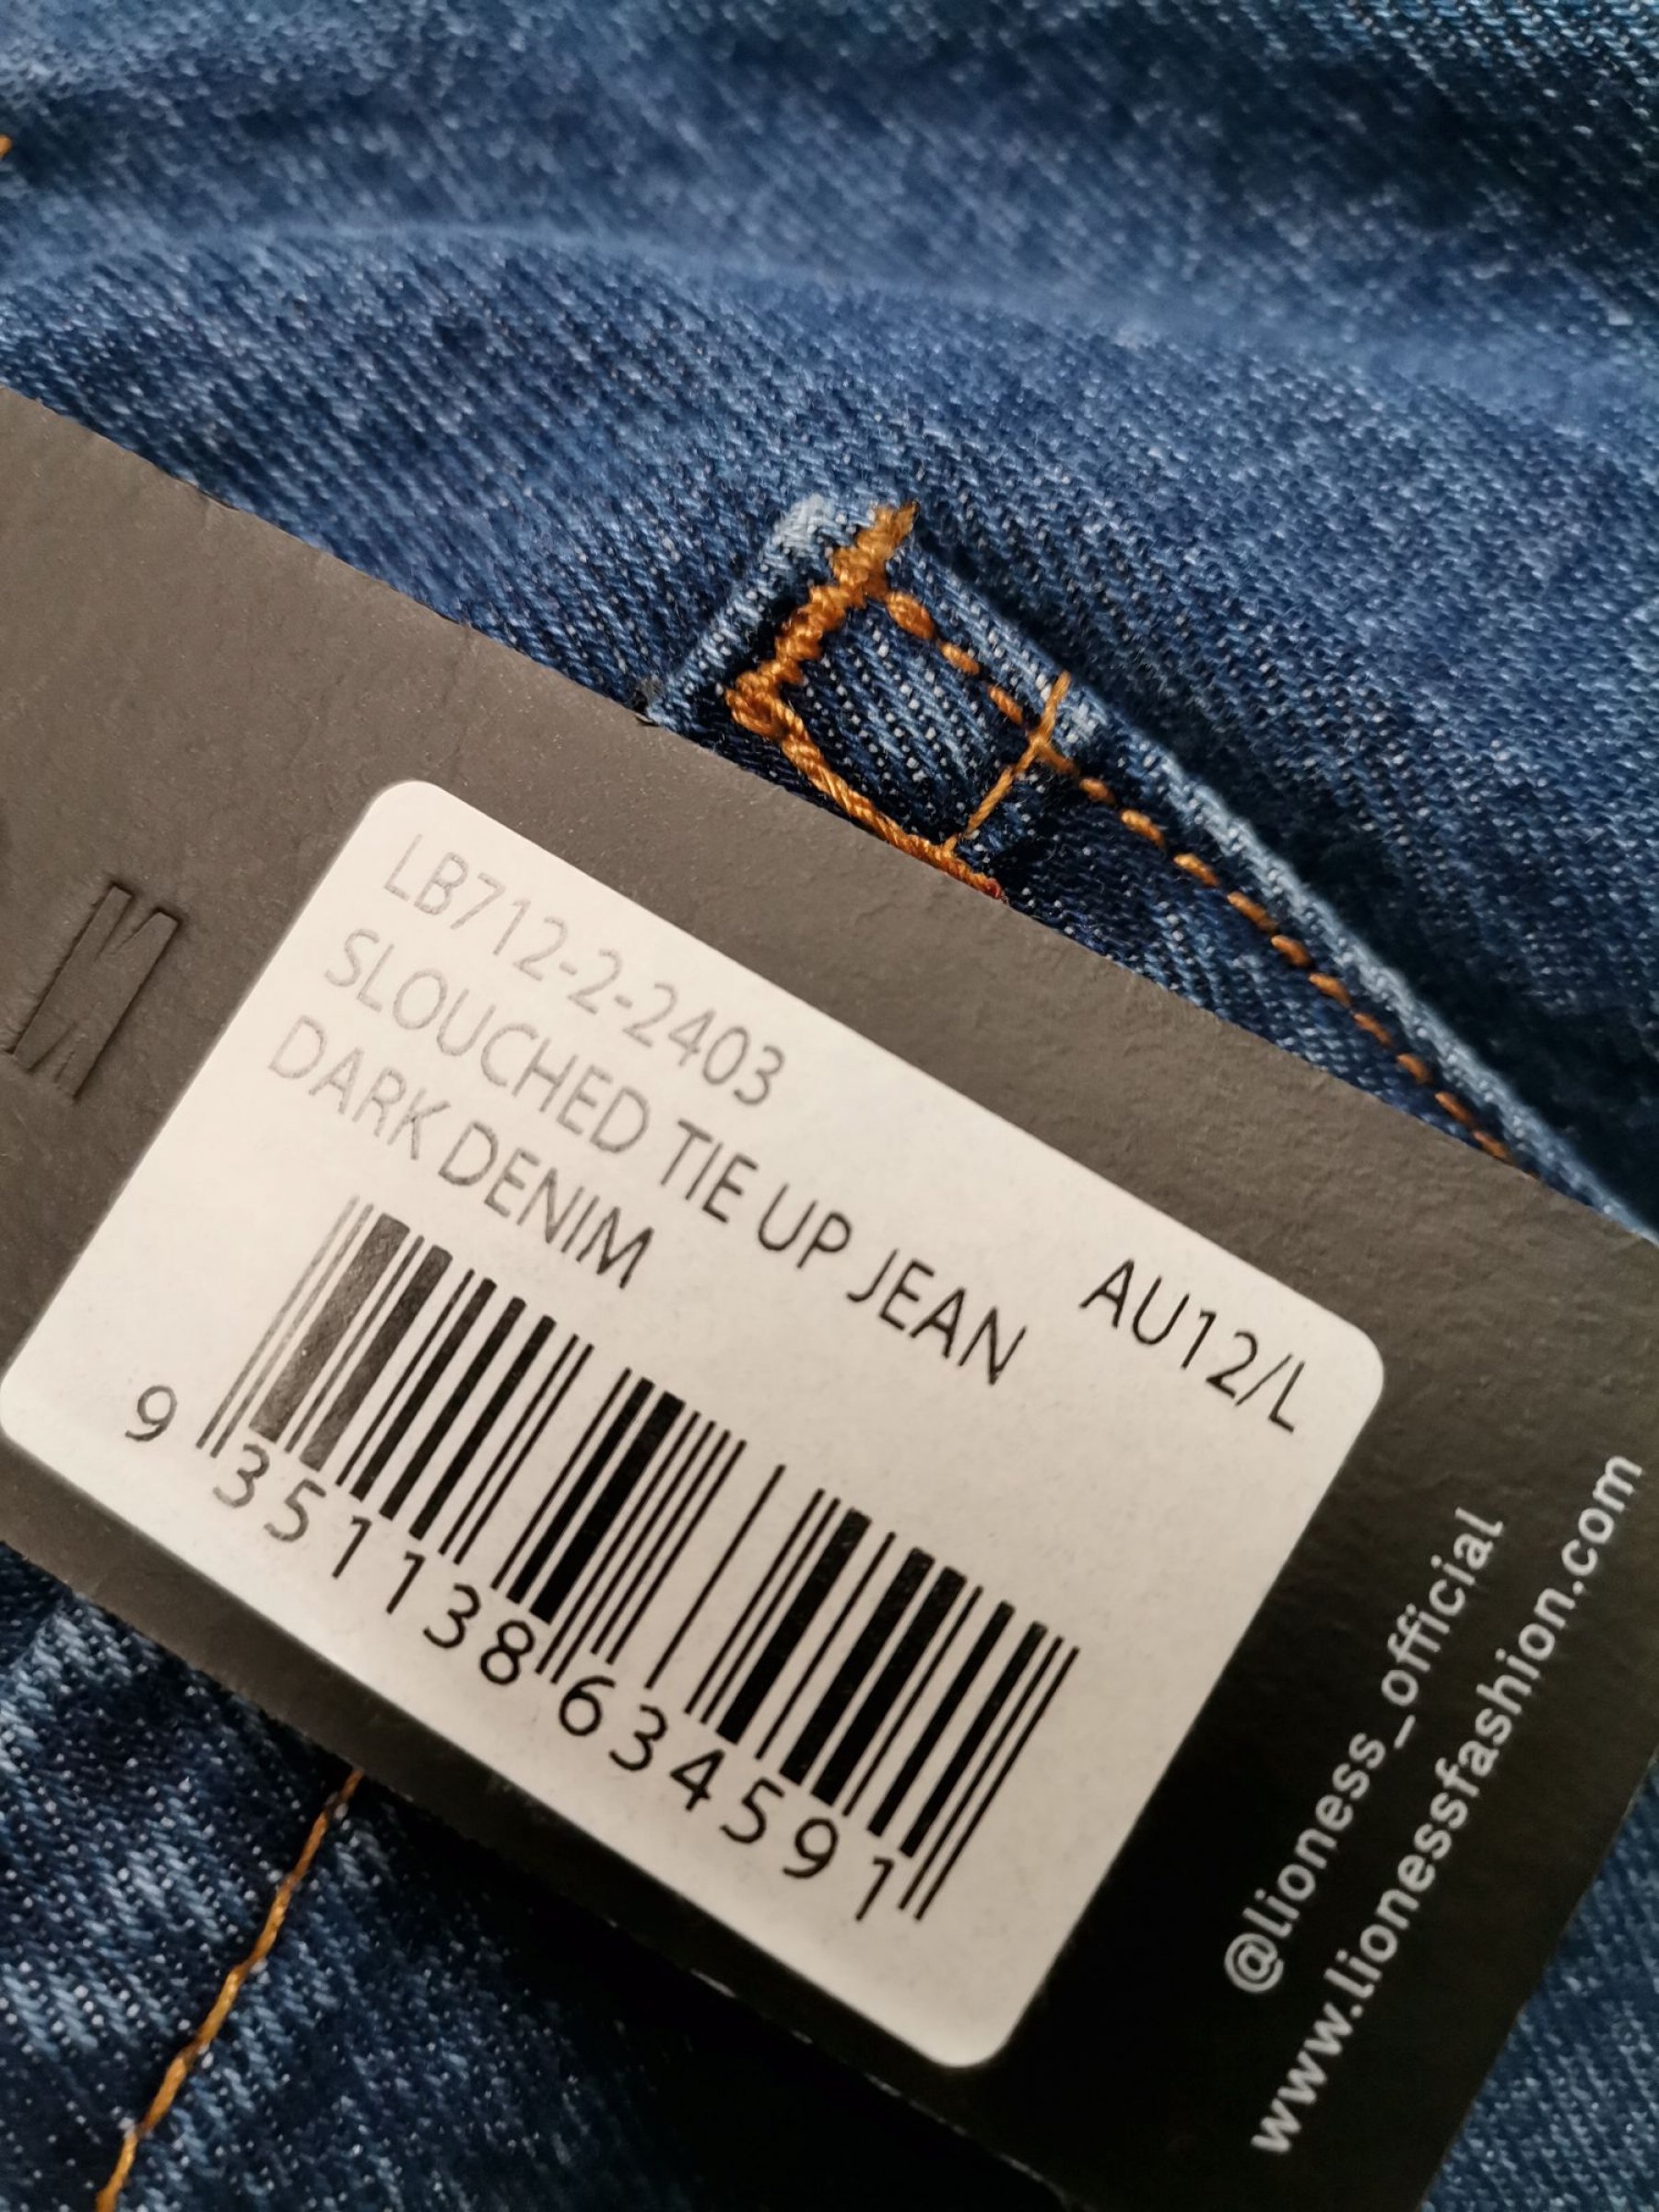 LB712-2-2403
SLOUCHED TIE UP JEAN
DARK DENIM
AU12/L
9 351138 634591
@lioness_official
www.lionessfashion.com